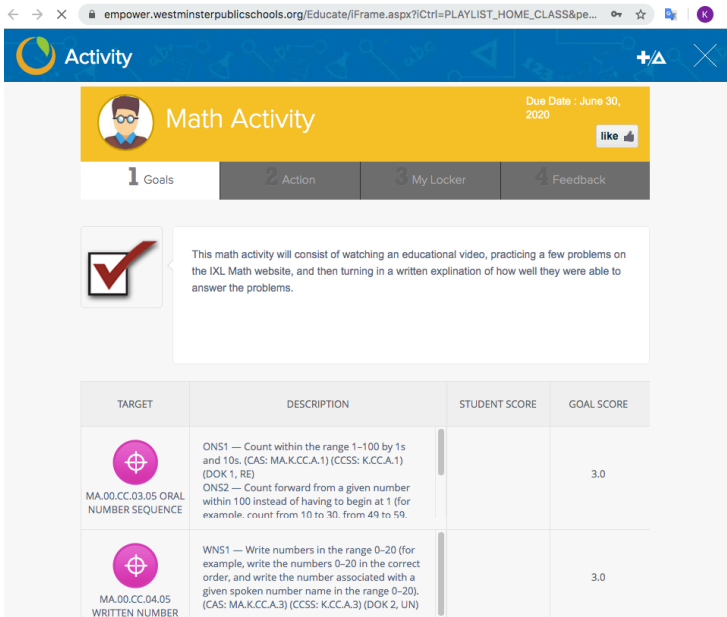 empower.westminsterpublicschools.org/Educate/iFrame.aspx?iCtrl=PLAYLIST_HOME_CLASS&pe...
K
Activity
Math Activity
Due Date : June 30,
2020
like
1 Goals
2 Action
3 My Locker
4 Feedback
This math activity will consist of watching an educational video, practicing a few problems on
the IXL Math website, and then turning in a written explination of how well they were able to
answer the problems.
TARGET DESCRIPTION STUDENT SCORE GOAL SCORE
MA.00.CC.03.05 ORAL
NUMBER SEQUENCE
ONS1 — Count within the range 1–100 by 1s
and 10s. (CAS: MA.K.CC.A.1) (CCSS: K.CC.A.1)
(DOK 1, RE)
ONS2 — Count forward from a given number
within 100 instead of having to begin at 1 (for
example, count from 10 to 30, from 49 to 59,
3.0
MA.00.CC.04.05
WRITTEN NUMBER
WNS1 — Write numbers in the range 0–20 (for
example, write the numbers 0–20 in the correct
order, and write the number associated with a
given spoken number name in the range 0–20).
(CAS: MA.K.CC.A.3) (CCSS: K.CC.A.3) (DOK 2, UN)
3.0